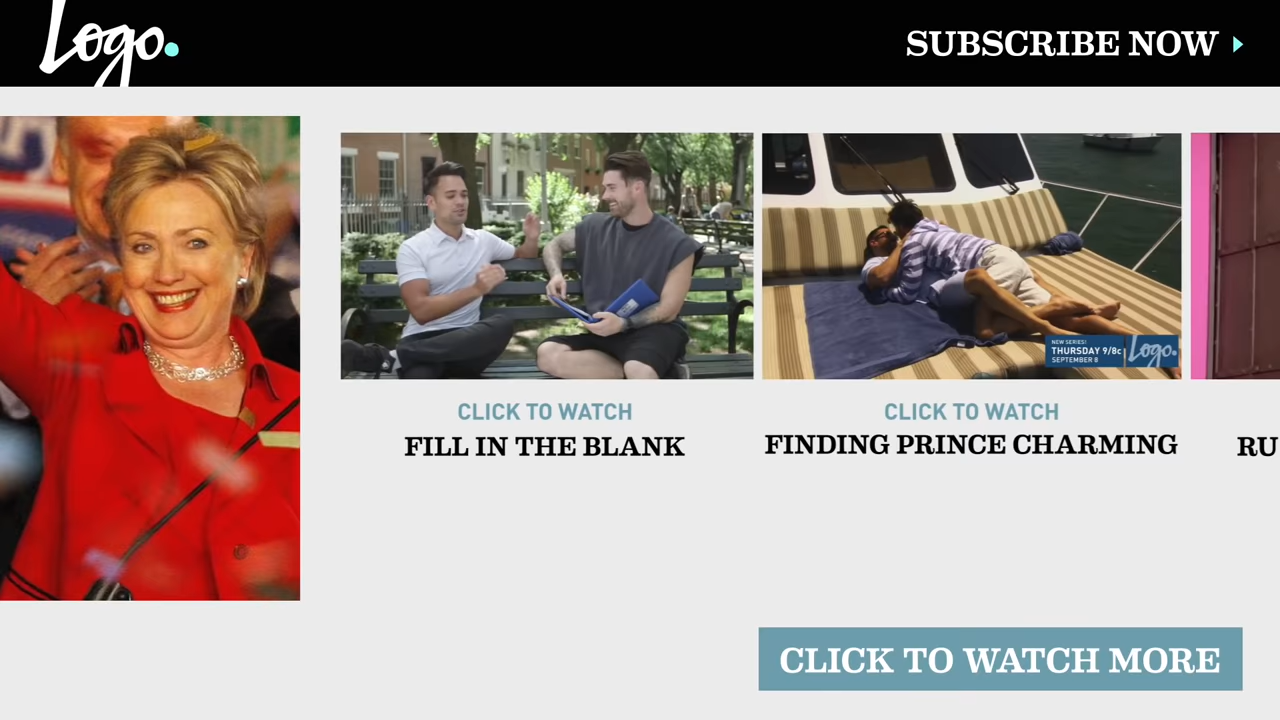 Logo.
SUBSCRIBE NOW
NEW SERIES!
THURSDAY 9/8c
SEPTEMBER 8
Logo.
CLICK TO WATCH
FILL IN THE BLANK
CLICK TO WATCH
FINDING PRINCE CHARMING
RU
CLICK TO WATCH MORE